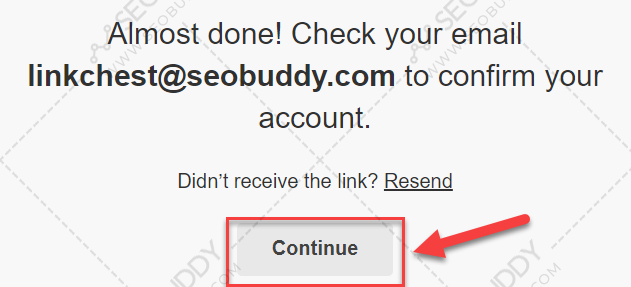 Almost done! Check your email
linkchest@seobuddy.com to confirm your
account.
Didn’t receive the link? Resend
Continue